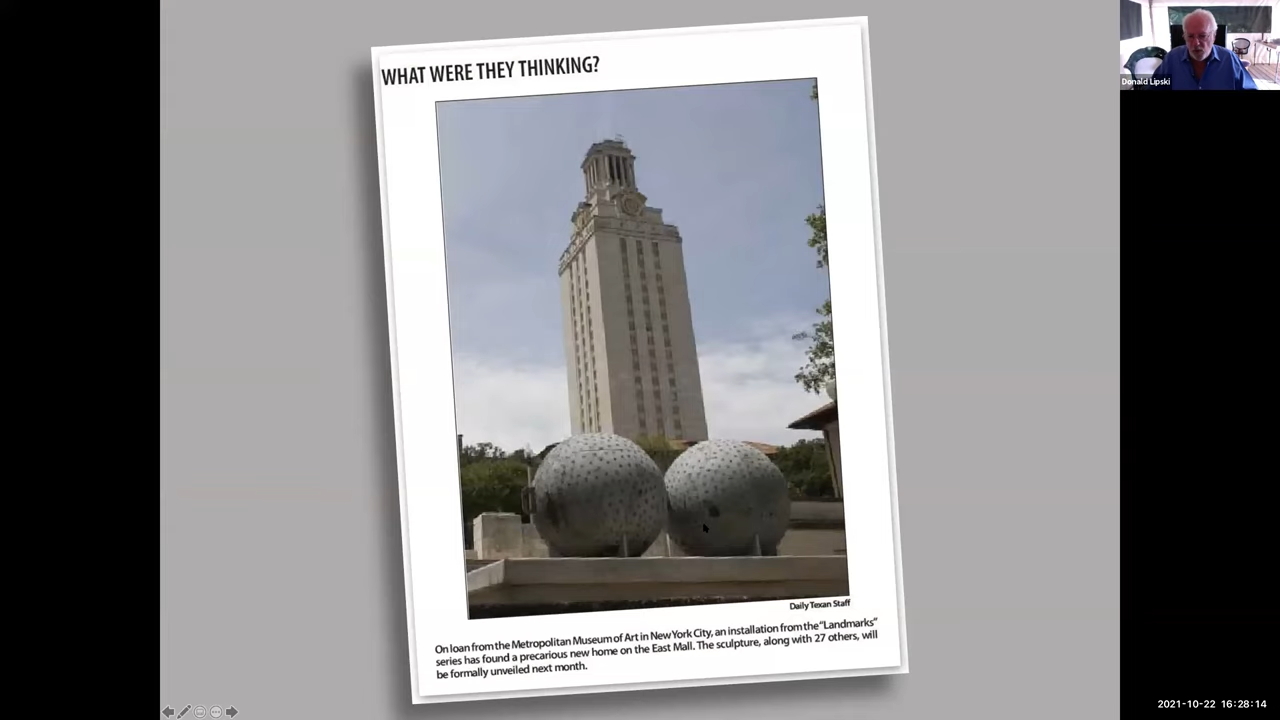 WHAT WERE THEY THINKING?
Donald Lipski
Daily Texan Staff
On loan from the Metropolitan Museum of Art in New York City, an installation from the “Landmarks”
series has found a precarious new home on the East Mall. The sculpture, along with 27 others, will
be formally unveiled next month.
2021-10-22 16:28:14